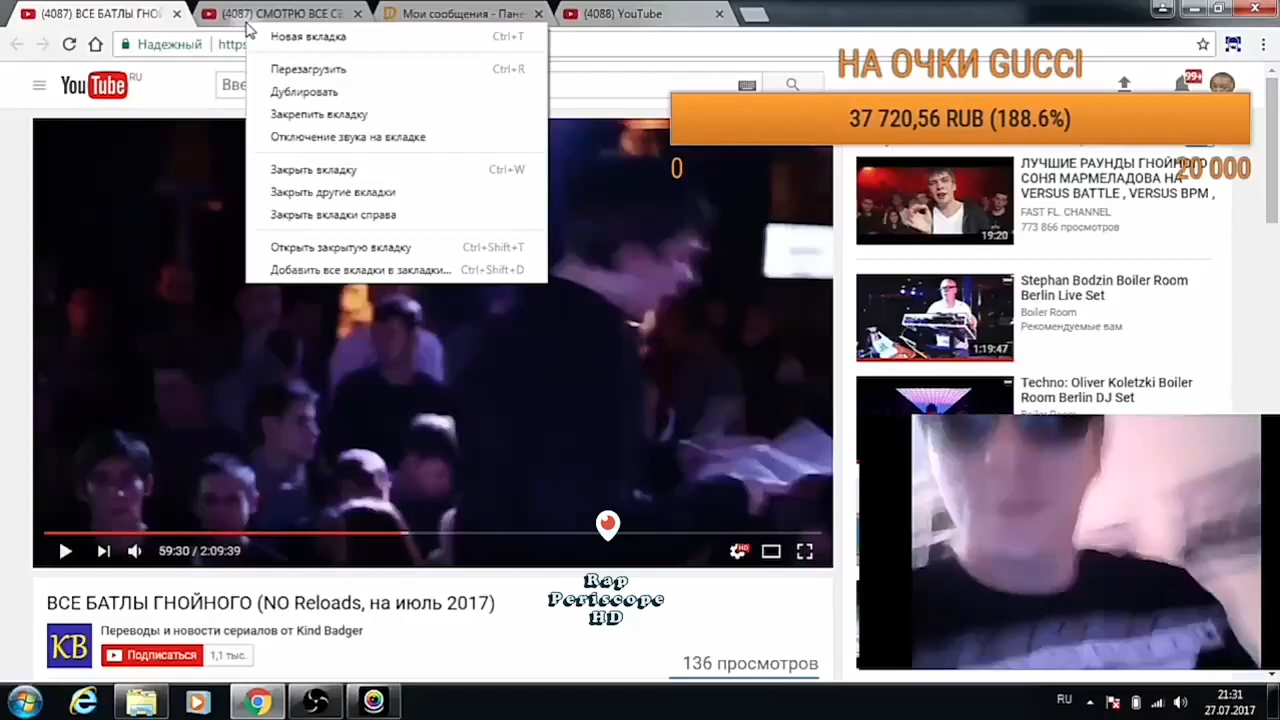 (4087) ВСЕ БАТЛЫ ГНОЙ
(4087) СМОТРЮ ВСЕ СЕ
Мои сообщения - Пане
(4088) YouTube
Надежный
https
YouTube RU
Вве
Новая вкладка Ctrl+T
Перезагрузить Ctrl+R
Дублировать
Закрепить вкладку
Отключение звука на вкладке
Закрыть вкладку Ctrl+W
Закрыть другие вкладки
Закрыть вкладки справа
Открыть закрытую вкладку Ctrl+Shift+T
Добавить все вкладки в закладки... Ctrl+Shift+D
НА ОЧКИ GUCCI
99+
37 720,56 RUB (188.6%)
0
20 000
ЛУЧШИЕ РАУНДЫ ГНОЙНОГО
СОНЯ МАРМЕЛАДОВА НА
VERSUS BATTLE , VERSUS BPM ,
FAST FL. CHANNEL
773 866 просмотров
19:20
Stephan Bodzin Boiler Room
Berlin Live Set
Boiler Room
Рекомендуемые вам
1:19:47
Techno: Oliver Koletzki Boiler
Room Berlin DJ Set
59:30 / 2:09:39
HD
Rap
Periscope
HD
ВСЕ БАТЛЫ ГНОЙНОГО (NO Reloads, на июль 2017)
KB
Переводы и новости сериалов от Kind Badger
Подписаться 1,1 тыс.
136 просмотров
RU
21:31
27.07.2017